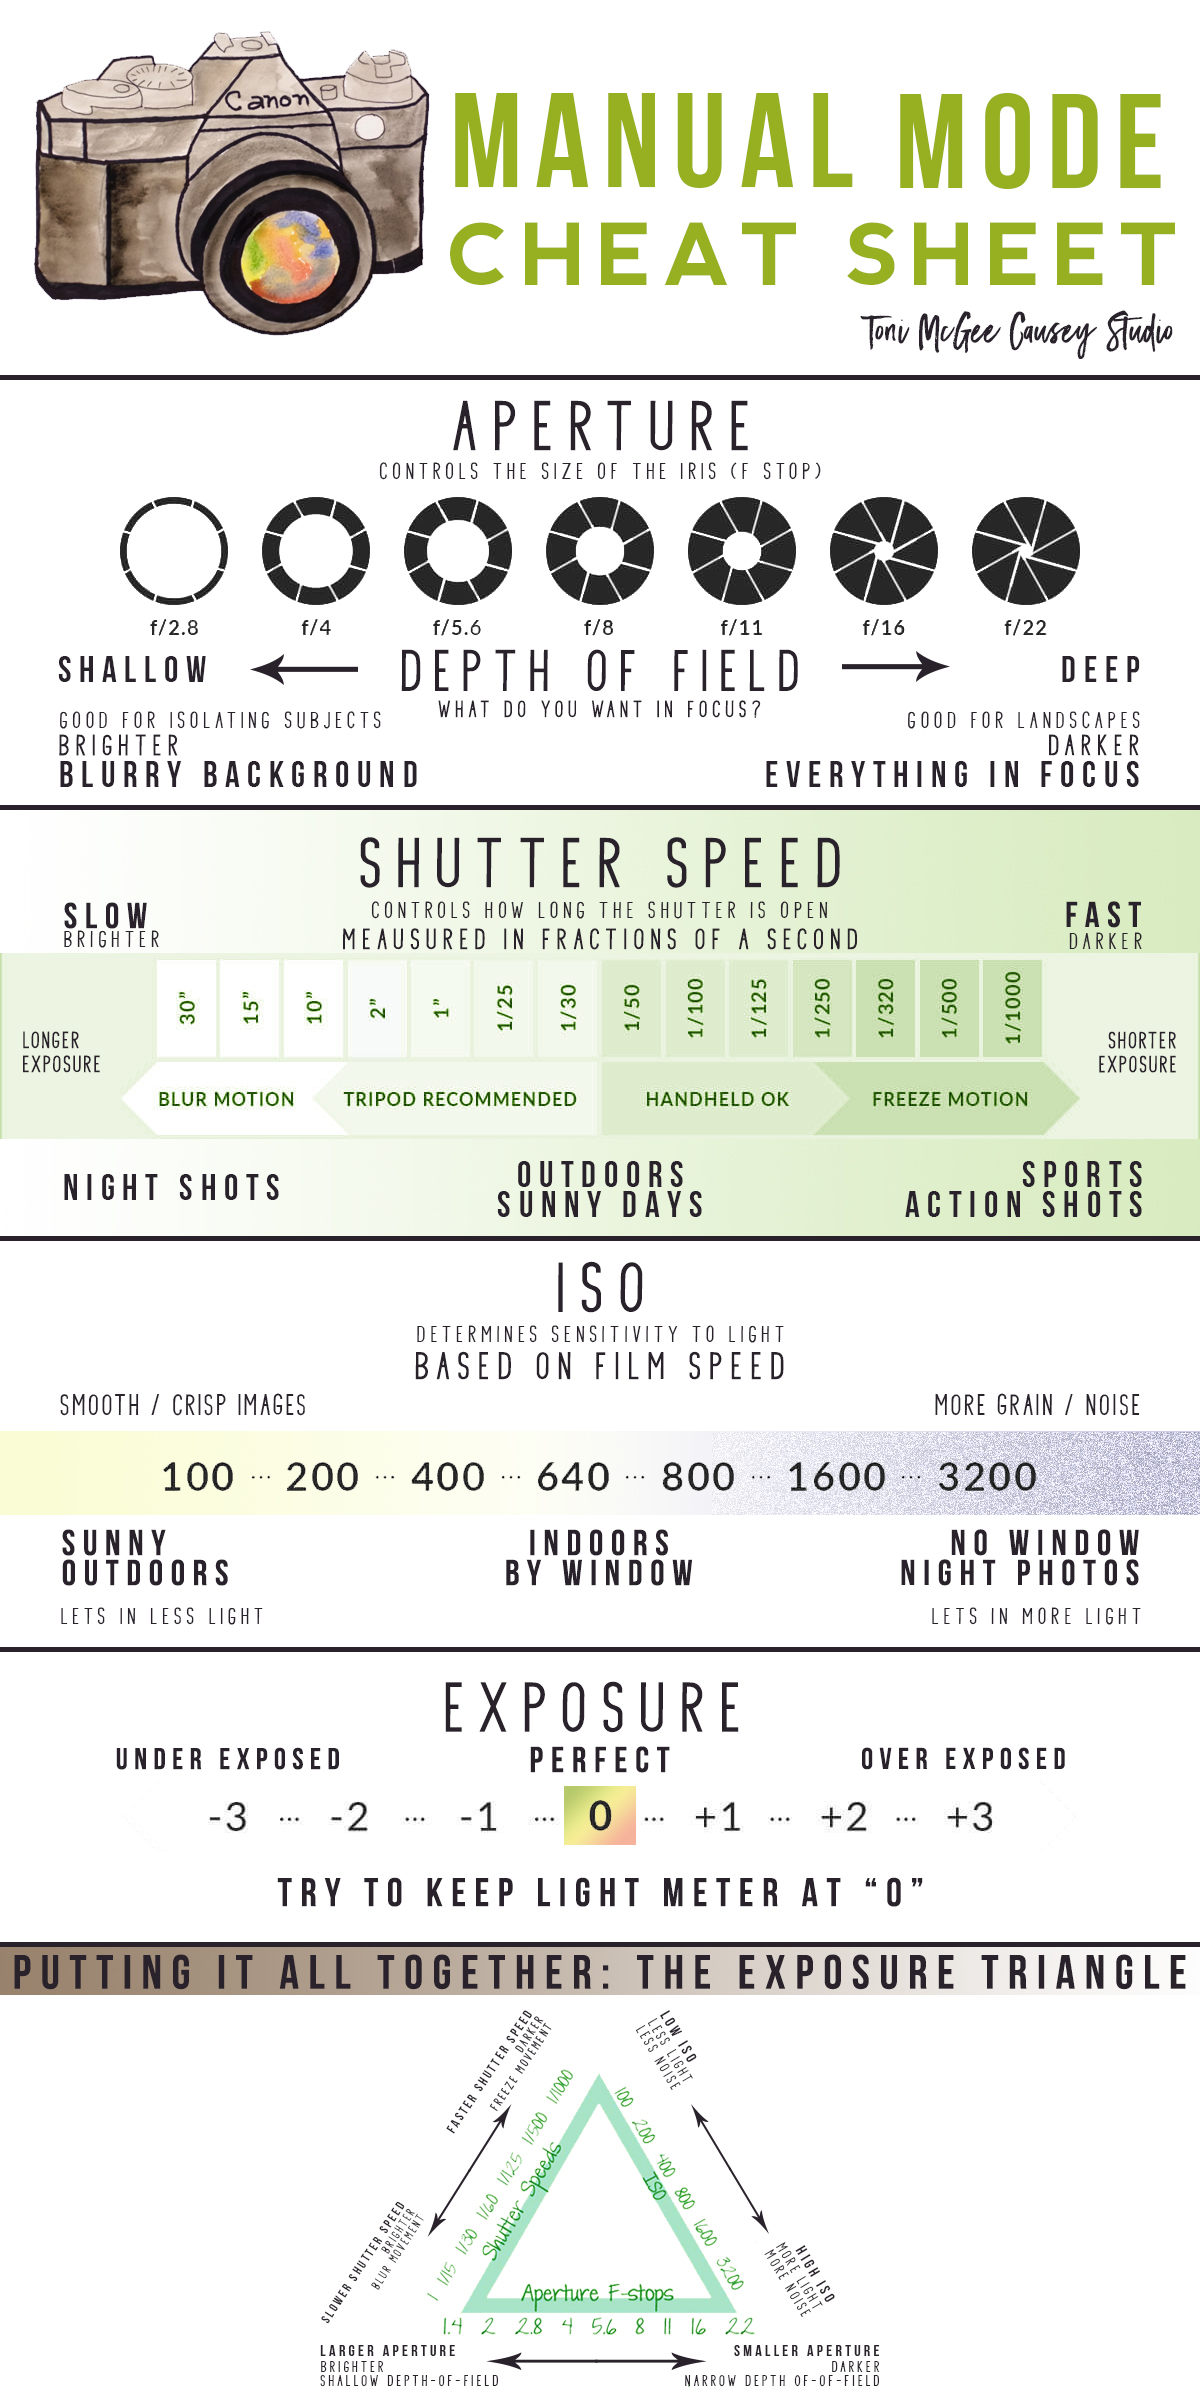 Canon
MANUAL MODE
CHEAT SHEET
Toni McGee Causey Studio
APERTURE
CONTROLS THE SIZE OF THE IRIS (F STOP)
f/2.8 f/4 f/5.6 f/8 f/11 f/16 f/22
SHALLOW DEPTH OF FIELD DEEP
WHAT DO YOU WANT IN FOCUS?
GOOD FOR ISOLATING SUBJECTS GOOD FOR LANDSCAPES
BRIGHTER DARKER
BLURRY BACKGROUND EVERYTHING IN FOCUS
SHUTTER SPEED
SLOW CONTROLS HOW LONG THE SHUTTER IS OPEN FAST
BRIGHTER MEAUSURED IN FRACTIONS OF A SECOND DARKER
30" 15" 10" 2" 1" 1/25 1/30 1/50 1/100 1/125 1/250 1/320 1/500 1/1000
LONGER
EXPOSURE
SHORTER
EXPOSURE
BLUR MOTION TRIPOD RECOMMENDED HANDHELD OK FREEZE MOTION
NIGHT SHOTS
OUTDOORS
SUNNY DAYS
SPORTS
ACTION SHOTS
ISO
DETERMINES SENSITIVITY TO LIGHT
BASED ON FILM SPEED
SMOOTH / CRISP IMAGES MORE GRAIN / NOISE
100 ... 200 ... 400 ... 640 ... 800 ... 1600 ... 3200
SUNNY
OUTDOORS
INDOORS
BY WINDOW
NO WINDOW
NIGHT PHOTOS
LETS IN LESS LIGHT LETS IN MORE LIGHT
EXPOSURE
UNDER EXPOSED PERFECT OVER EXPOSED
-3 ... -2 ... -1 ... 0 ... +1 ... +2 ... +3
TRY TO KEEP LIGHT METER AT “0”
PUTTING IT ALL TOGETHER: THE EXPOSURE TRIANGLE
FASTER SHUTTER SPEED
DARKER
FREEZE MOVEMENT
LOW ISO
LESS LIGHT
LESS NOISE
1 1/15 1/30 1/60 1/125 1/500 1/1000
Shutter Speeds
100 200 400 800 1600 3200
ISO
SLOWER SHUTTER SPEED
BRIGHTER
BLUR MOVEMENT
HIGH ISO
MORE LIGHT
MORE NOISE
Aperture F-stops
1.4 2 2.8 4 5.6 8 11 16 22
LARGER APERTURE
BRIGHTER
SHALLOW DEPTH-OF-FIELD
SMALLER APERTURE
DARKER
NARROW DEPTH OF-OF-FIELD